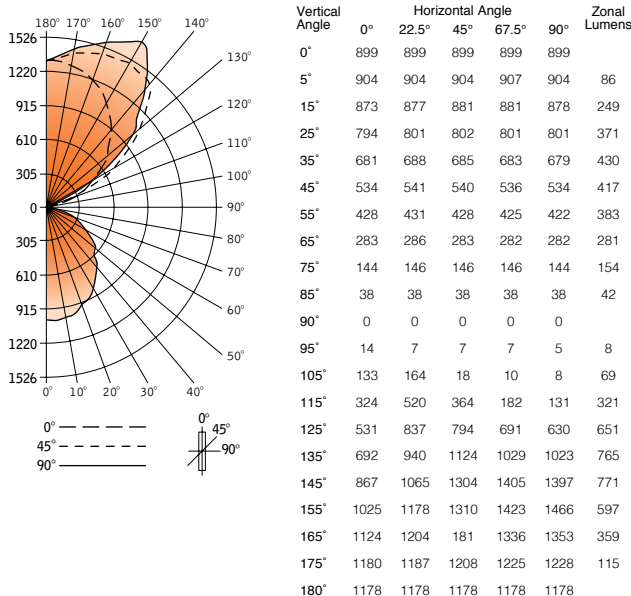 180° 170° 160° 150° 140°
1526
1220
915
610
305
0
305
610
915
1220
1526
130°
120°
110°
100°
90°
80°
70°
60°
50°
0° 10° 20° 30° 40°
0°
45°
90°
0°
45°
90°
Vertical Angle Horizontal Angle Zonal Lumens
0° 22.5° 45° 67.5° 90°
0° 899 899 899 899 899
5° 904 904 904 907 904 86
15° 873 877 881 881 878 249
25° 794 801 802 801 801 371
35° 681 688 685 683 679 430
45° 534 541 540 536 534 417
55° 428 431 428 425 422 383
65° 283 286 283 282 282 281
75° 144 146 146 146 144 154
85° 38 38 38 38 38 42
90° 0 0 0 0 0
95° 14 7 7 7 5 8
105° 133 164 18 10 8 69
115° 324 520 364 182 131 321
125° 531 837 794 691 630 651
135° 692 940 1124 1029 1023 765
145° 867 1065 1304 1405 1397 771
155° 1025 1178 1310 1423 1466 597
165° 1124 1204 181 1336 1353 359
175° 1180 1187 1208 1225 1228 115
180° 1178 1178 1178 1178 1178